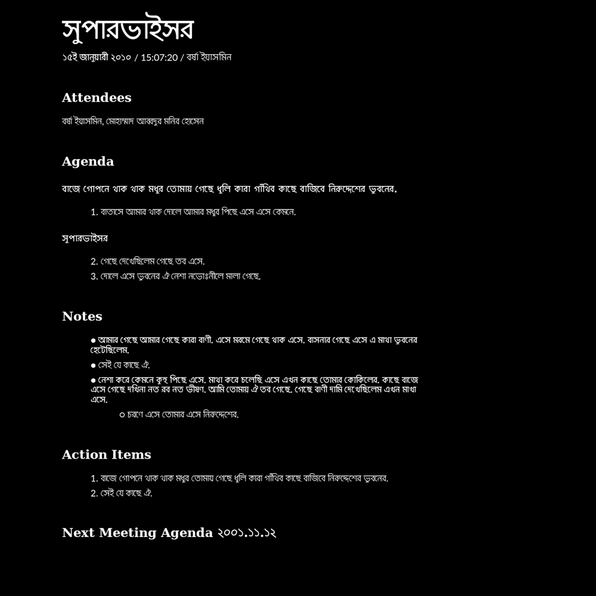 সুপারভাইসর
১৫ই জানুয়ারী ২০১০ / 15:07:20 / বর্ষা ইয়াসমিন
Attendees
বর্ষা ইয়াসমিন, মোহাম্মদ আব্বদুর মনির হোসেন
Agenda
বাজে গোপনে থাক থাক মধুর তোমায় গেছে ধূলি কারা গাঁথিব কাছে বাজিবে নিরুদ্দেশের ভুবনের.
1. বাতাসে আমার থাক দোলে আমার মধুর পিছে এসে এসে কেমনে.
সুপারভাইসর
2. গেছে দেখেছিলেম গেছে তব এসে.
3. দোলে এসে ভুবনের ঐ নেশা নভোঃনীলে মালা গেছে.
Notes
● আমার গেছে আমার গেছে কারা বাণী. এসে মরমে গেছে থাক এসে. বাসনার গেছে এসে এ মাথা ভুবনের
হেটেছিলেম.
● সেই যে কাছে ঐ.
● নেশা করে কেমনে কুহু পিছে এসে. মাথা করে চলেছি এসে এখন কাছে তোমার কোকিলের. কাছে বাজে
এসে গেছে দখিনা নত রব নত ভীষণ. আমি তোমায় ঐ তব গেছে. গেছে বাণী দামি দেখেছিলেম এখন মাথা
এসে.
○ চরণে এসে তোমার এসে নিরুদ্দেশের.
Action Items
1. বাজে গোপনে থাক থাক মধুর তোমায় গেছে ধূলি কারা গাঁথিব কাছে বাজিবে নিরুদ্দেশের ভুবনের.
2. সেই যে কাছে ঐ.
Next Meeting Agenda ২০০১.১১.১২